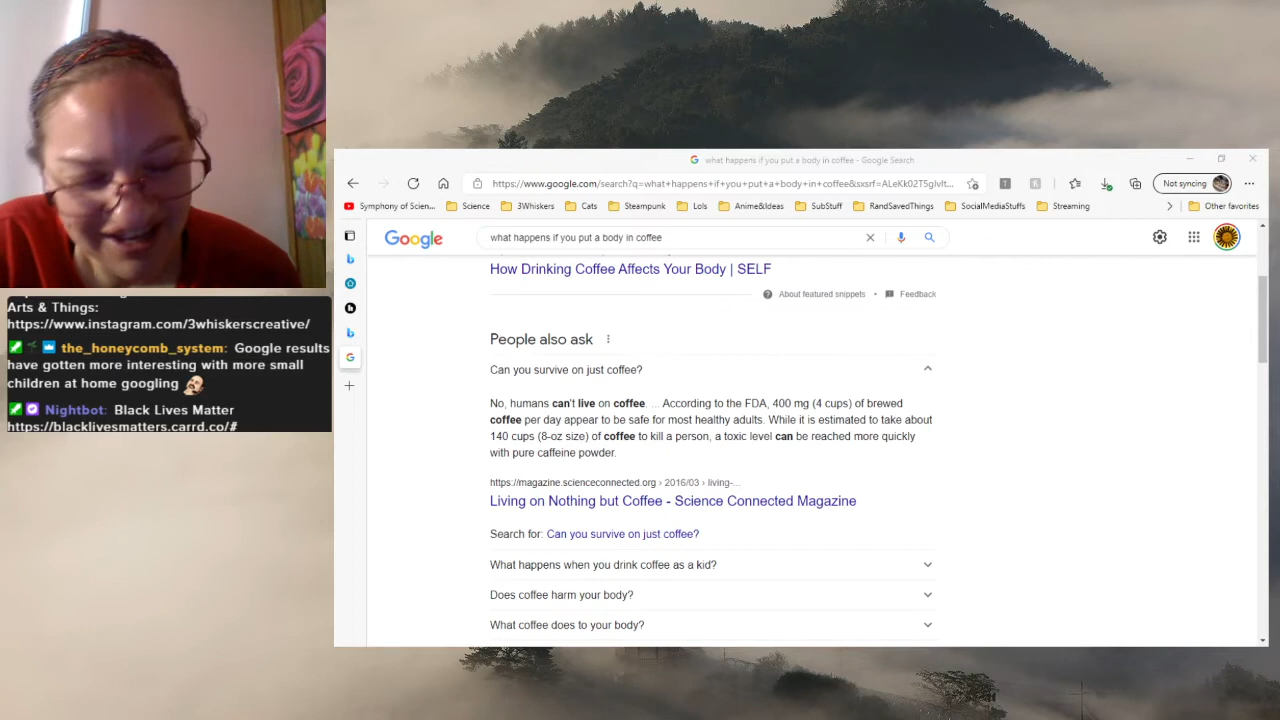 Arts & Things:
https://www.instagram.com/3whiskerscreative/
the_honeycomb_system: Google results
have gotten more interesting with more small
children at home googling
Nightbot: Black Lives Matter
https://blacklivesmatters.carrd.co/#
what happens if you put a body in coffee - Google Search
https://www.google.com/search?q=what+happens+if+you+put+a+body+in+coffee&sxsrf=ALeKk02T5glvlt...
Not syncing
Symphony of Scien... Science 3Whiskers Cats Steampunk Lols Anime&Ideas SubStuff RandSavedThings SocialMediaStuffs Streaming Other favorites
Google what happens if you put a body in coffee
How Drinking Coffee Affects Your Body | SELF
About featured snippets • Feedback
People also ask
Can you survive on just coffee?
No, humans can't live on coffee. ... According to the FDA, 400 mg (4 cups) of brewed
coffee per day appear to be safe for most healthy adults. While it is estimated to take about
140 cups (8-oz size) of coffee to kill a person, a toxic level can be reached more quickly
with pure caffeine powder.
https://magazine.scienceconnected.org › 2016/03 › living-...
Living on Nothing but Coffee - Science Connected Magazine
Search for: Can you survive on just coffee?
What happens when you drink coffee as a kid?
Does coffee harm your body?
What coffee does to your body?